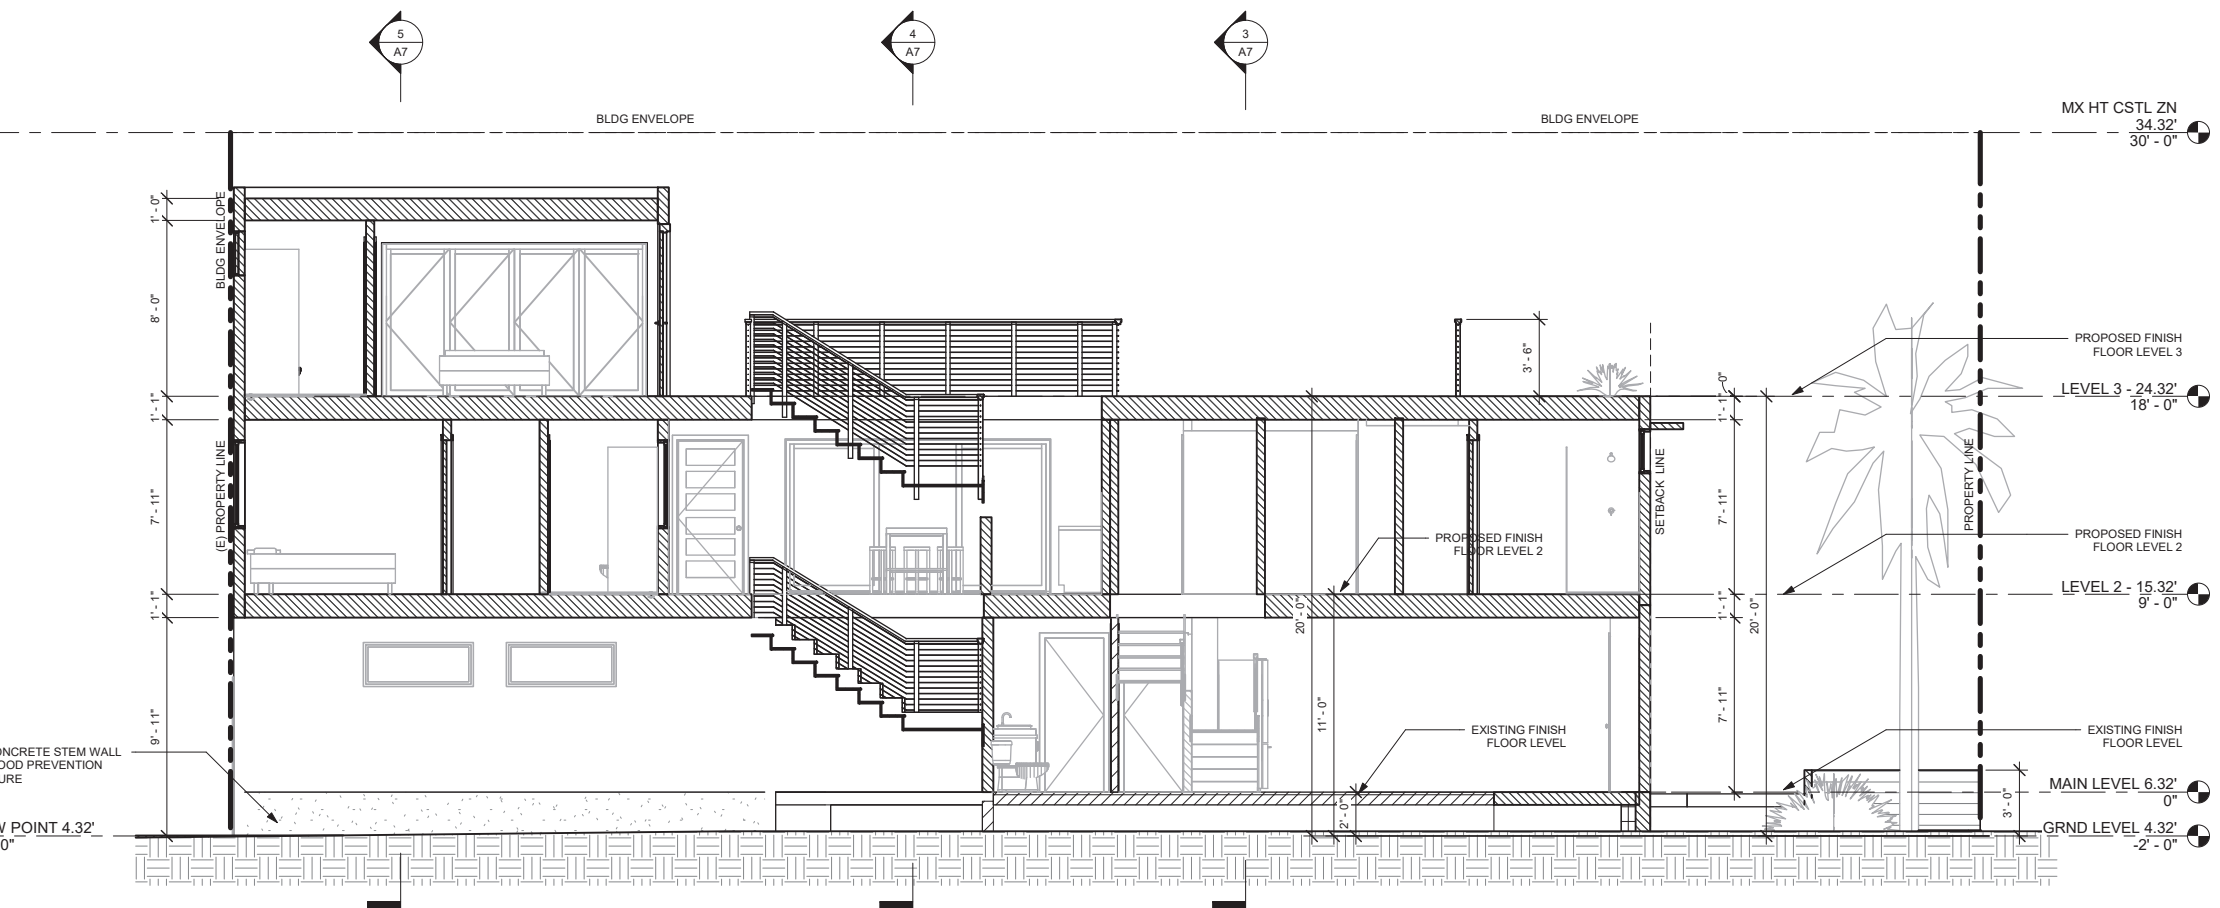 5
A7
4
A7
3
A7
BLDG ENVELOPE
BLDG ENVELOPE
MX HT CSTL ZN
34.32'
30' - 0"
1' - 0"
BLDG ENVELOPE
8' - 0"
3' - 6"
PROPOSED FINISH
FLOOR LEVEL 3
LEVEL 3 - 24.32'
18' - 0"
1' - 1"
1' - 1"
(E) PROPERTY LINE
7' - 11"
SETBACK LINE
7' - 11"
PROPERTY LINE
PROPOSED FINISH
FLOOR LEVEL 2
PROPOSED FINISH
FLOOR LEVEL 2
LEVEL 2 - 15.32'
9' - 0"
1' - 1"
20' - 0"
1' - 1"
20' - 0"
9' - 11"
11' - 0"
7' - 11"
EXISTING FINISH
FLOOR LEVEL
EXISTING FINISH
FLOOR LEVEL
ONCRETE STEM WALL
OOD PREVENTION
URE
MAIN LEVEL 6.32'
0"
2' - 0"
3' - 0"
POINT 4.32'
0"
GRND LEVEL 4.32'
-2' - 0"